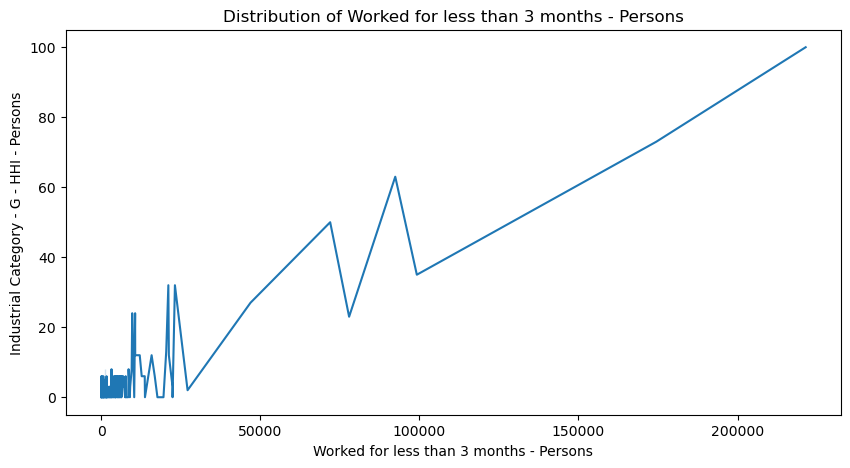 Distribution of Worked for less than 3 months - Persons
Industrial Category - G - HHI - Persons
100
80
60
40
20
0
0 50000 100000 150000 200000
Worked for less than 3 months - Persons